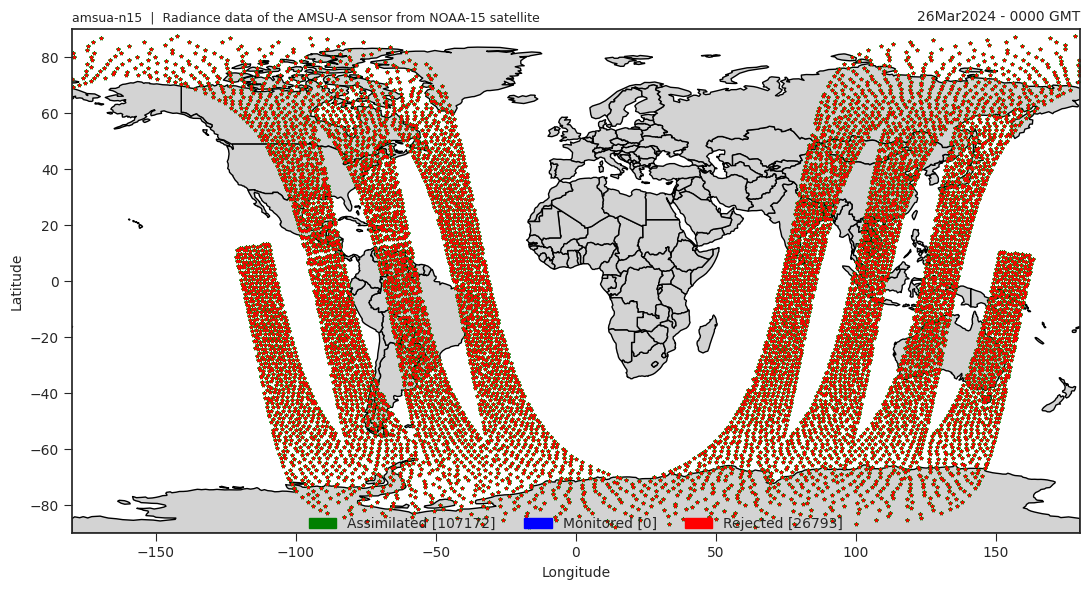 amsua-n15 | Radiance data of the AMSU-A sensor from NOAA-15 satellite
26Mar2024 - 0000 GMT
80
60
40
20
0
−20
−40
−60
−80
Latitude
Assimilated [107172] Monitored [0] Rejected [26793]
−150 −100 −50 0 50 100 150
Longitude